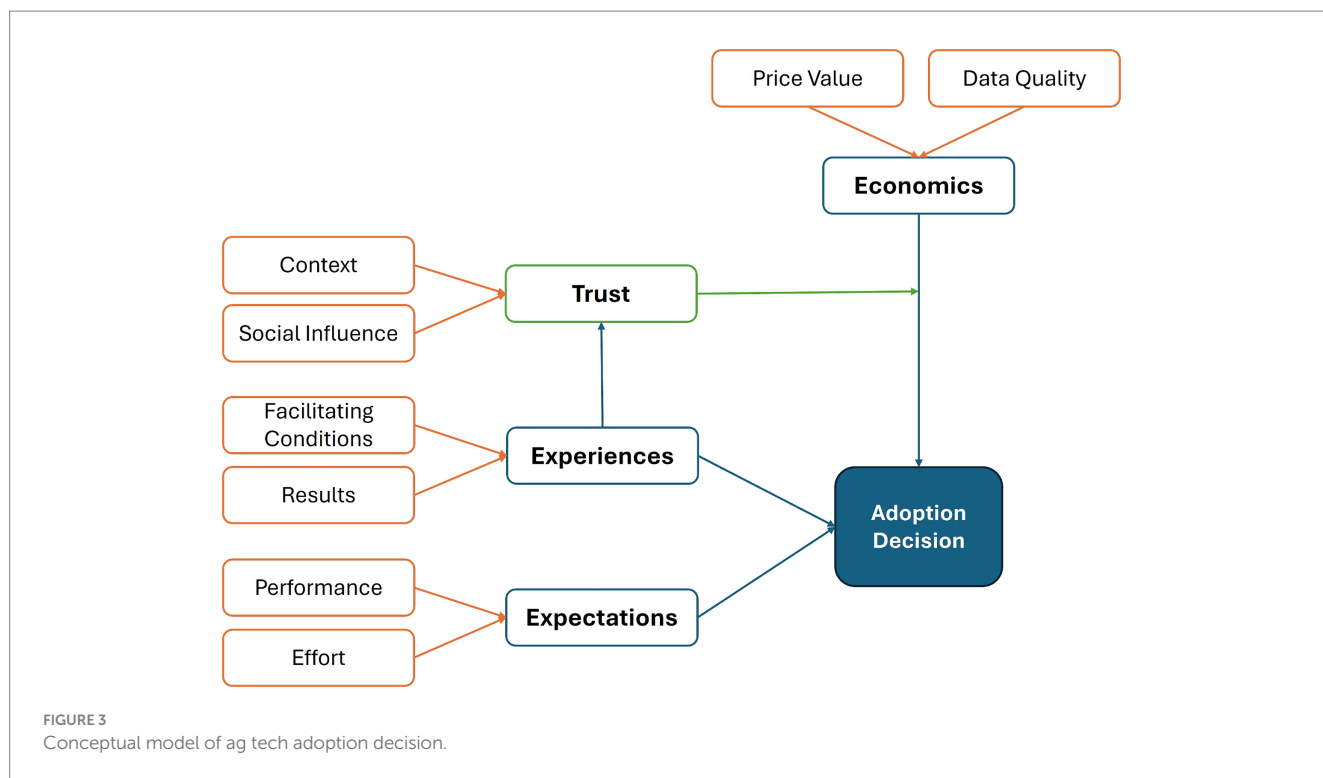 Price Value
Data Quality
Economics
Context
Trust
Social Influence
Facilitating
Conditions
Experiences
Results
Adoption
Decision
Performance
Expectations
Effort
FIGURE 3
Conceptual model of ag tech adoption decision.